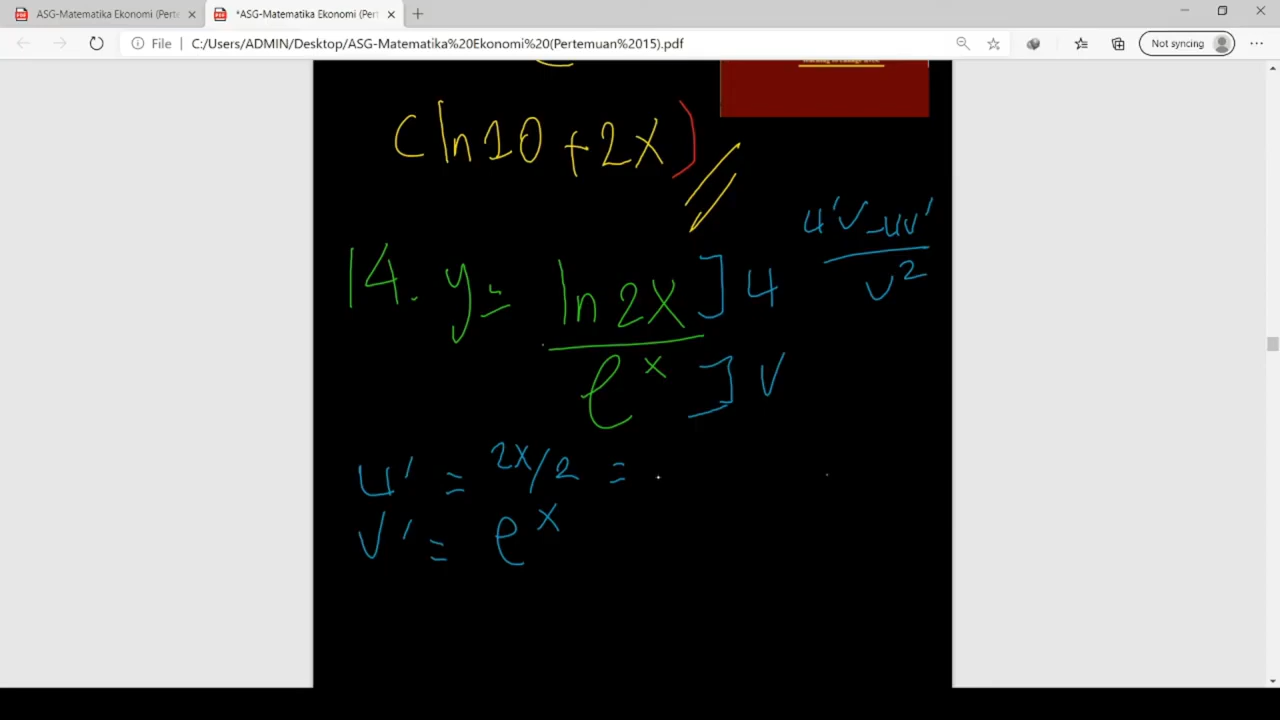 ASG-Matematika Ekonomi (Perte
*ASG-Matematika Ekonomi (Pert
File
C:/Users/ADMIN/Desktop/ASG-Matematika%20Ekonomi%20(Pertemuan%2015).pdf
Not syncing
(ln10+2x)
14. y= ln 2x / e^x
] u
] v
u'v-uv' / v²
u' = 2x/2 =
v' = e^x